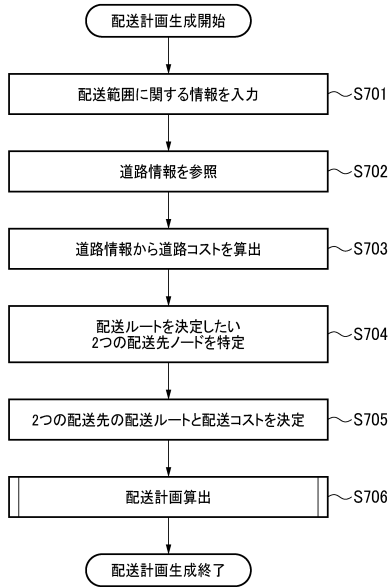 配送計画生成開始
配送範囲に関する情報を入力
S701
道路情報を参照
S702
道路情報から道路コストを算出
S703
配送ルートを決定したい
2つの配送先ノードを特定
S704
2つの配送先の配送ルートと配送コストを決定
S705
配送計画算出
S706
配送計画生成終了